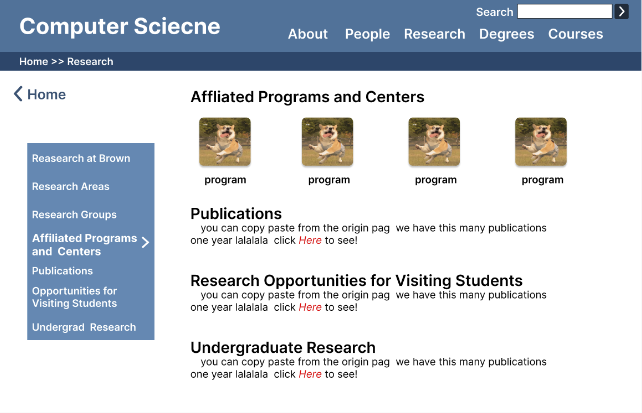 Search
Computer Sciecne
About People Research Degrees Courses
Home >> Research
Home
Affliated Programs and Centers
program program program program
Reasearch at Brown
Research Areas
Research Groups
Affiliated Programs
and Centers
Publications
Opportunities for
Visiting Students
Undergrad Research
Publications
you can copy paste from the origin pag we have this many publications
one year lalalala click Here to see!
Research Opportunities for Visiting Students
you can copy paste from the origin pag we have this many publications
one year lalalala click Here to see!
Undergraduate Research
you can copy paste from the origin pag we have this many publications
one year lalalala click Here to see!